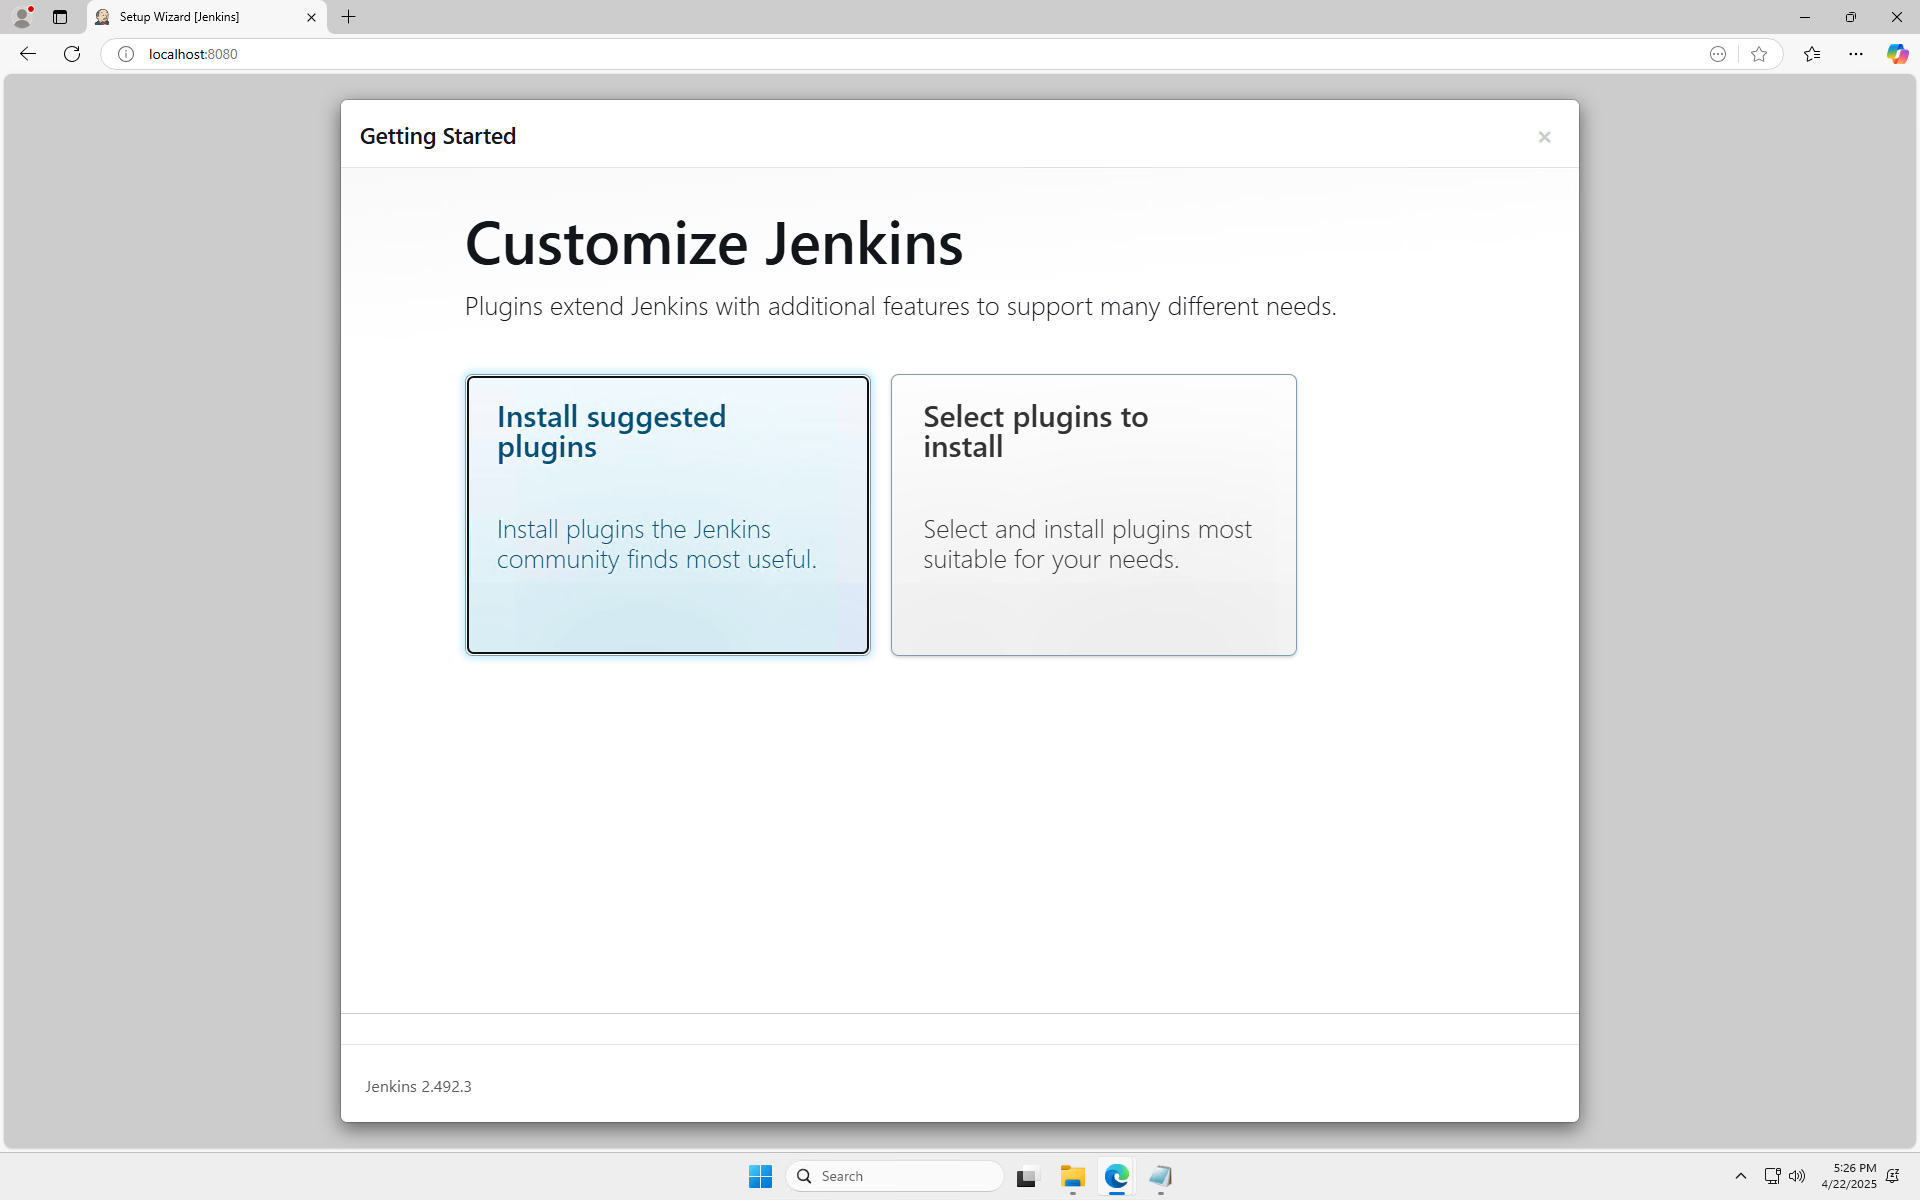 Setup Wizard [Jenkins]
localhost:8080
Getting Started
Customize Jenkins
Plugins extend Jenkins with additional features to support many different needs.
Install suggested
plugins
Install plugins the Jenkins
community finds most useful.
Select plugins to
install
Select and install plugins most
suitable for your needs.
Jenkins 2.492.3
Search
5:26 PM
4/22/2025